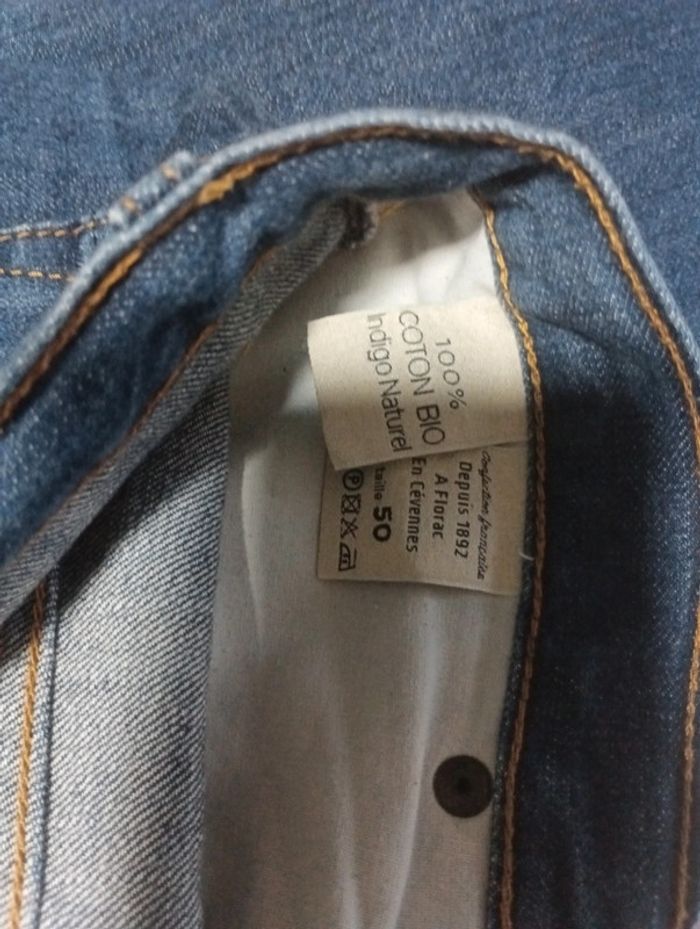 100%
COTON BIO
Indigo Naturel
Confection française
Depuis 1892
A Florac
En Cévennes
taille 50
P